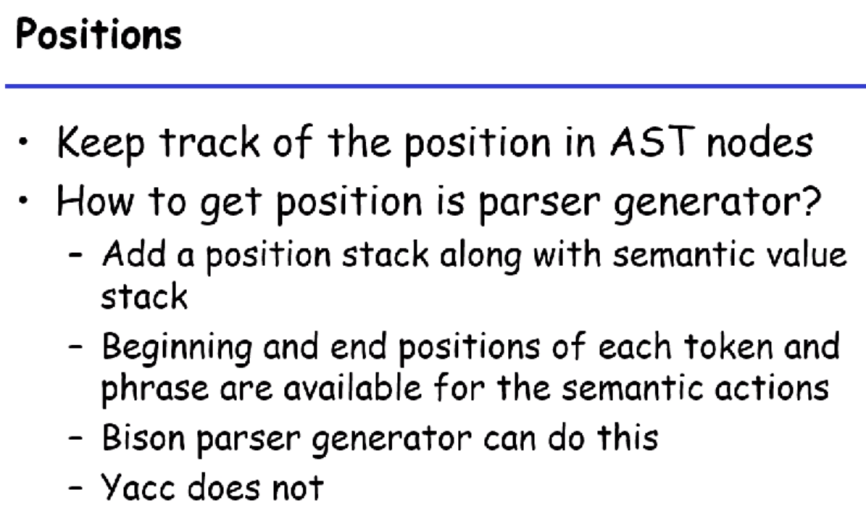 Positions
• Keep track of the position in AST nodes
• How to get position is parser generator?
– Add a position stack along with semantic value
stack
– Beginning and end positions of each token and
phrase are available for the semantic actions
– Bison parser generator can do this
– Yacc does not